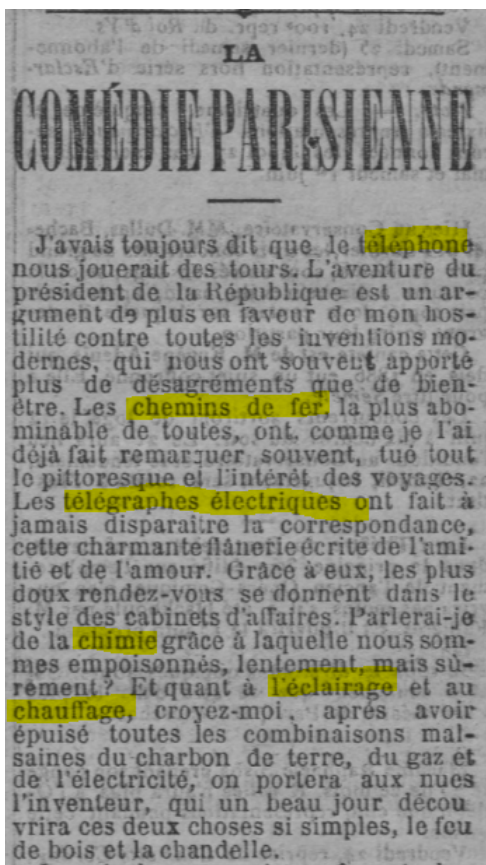 LA
COMÉDIE PARISIENNE
J'avais toujours dit que le téléphone
nous jouerait des tours. L'aventure du
président de la République est un ar-
gument de plus en faveur de mon hos-
tilité contre toutes les inventions mo-
dernes, qui nous ont souvent apporté
plus de désagréments que de bien-
être. Les chemins de fer, la plus abo-
minable de toutes, ont, comme je l'ai
déjà fait remarquer souvent, tué tout
le pittoresque et l'intérêt des voyages.
Les télégraphes électriques ont fait à
jamais disparaître la correspondance,
cette charmante flânerie écrite de l'ami-
tié et de l'amour. Grâce à eux, les plus
doux rendez-vous se donnent dans le
style des cabinets d'affaires. Parlerai-je
de la chimie grâce à laquelle nous som-
mes empoisonnés, lentement, mais sû-
rement? Et quant à l'éclairage et au
chauffage, croyez-moi, après avoir
épuisé toutes les combinaisons mal-
saines du charbon de terre, du gaz et
de l'électricité, on portera aux nues
l'inventeur, qui un beau jour décou
vrira ces deux choses si simples, le feu
de bois et la chandelle.